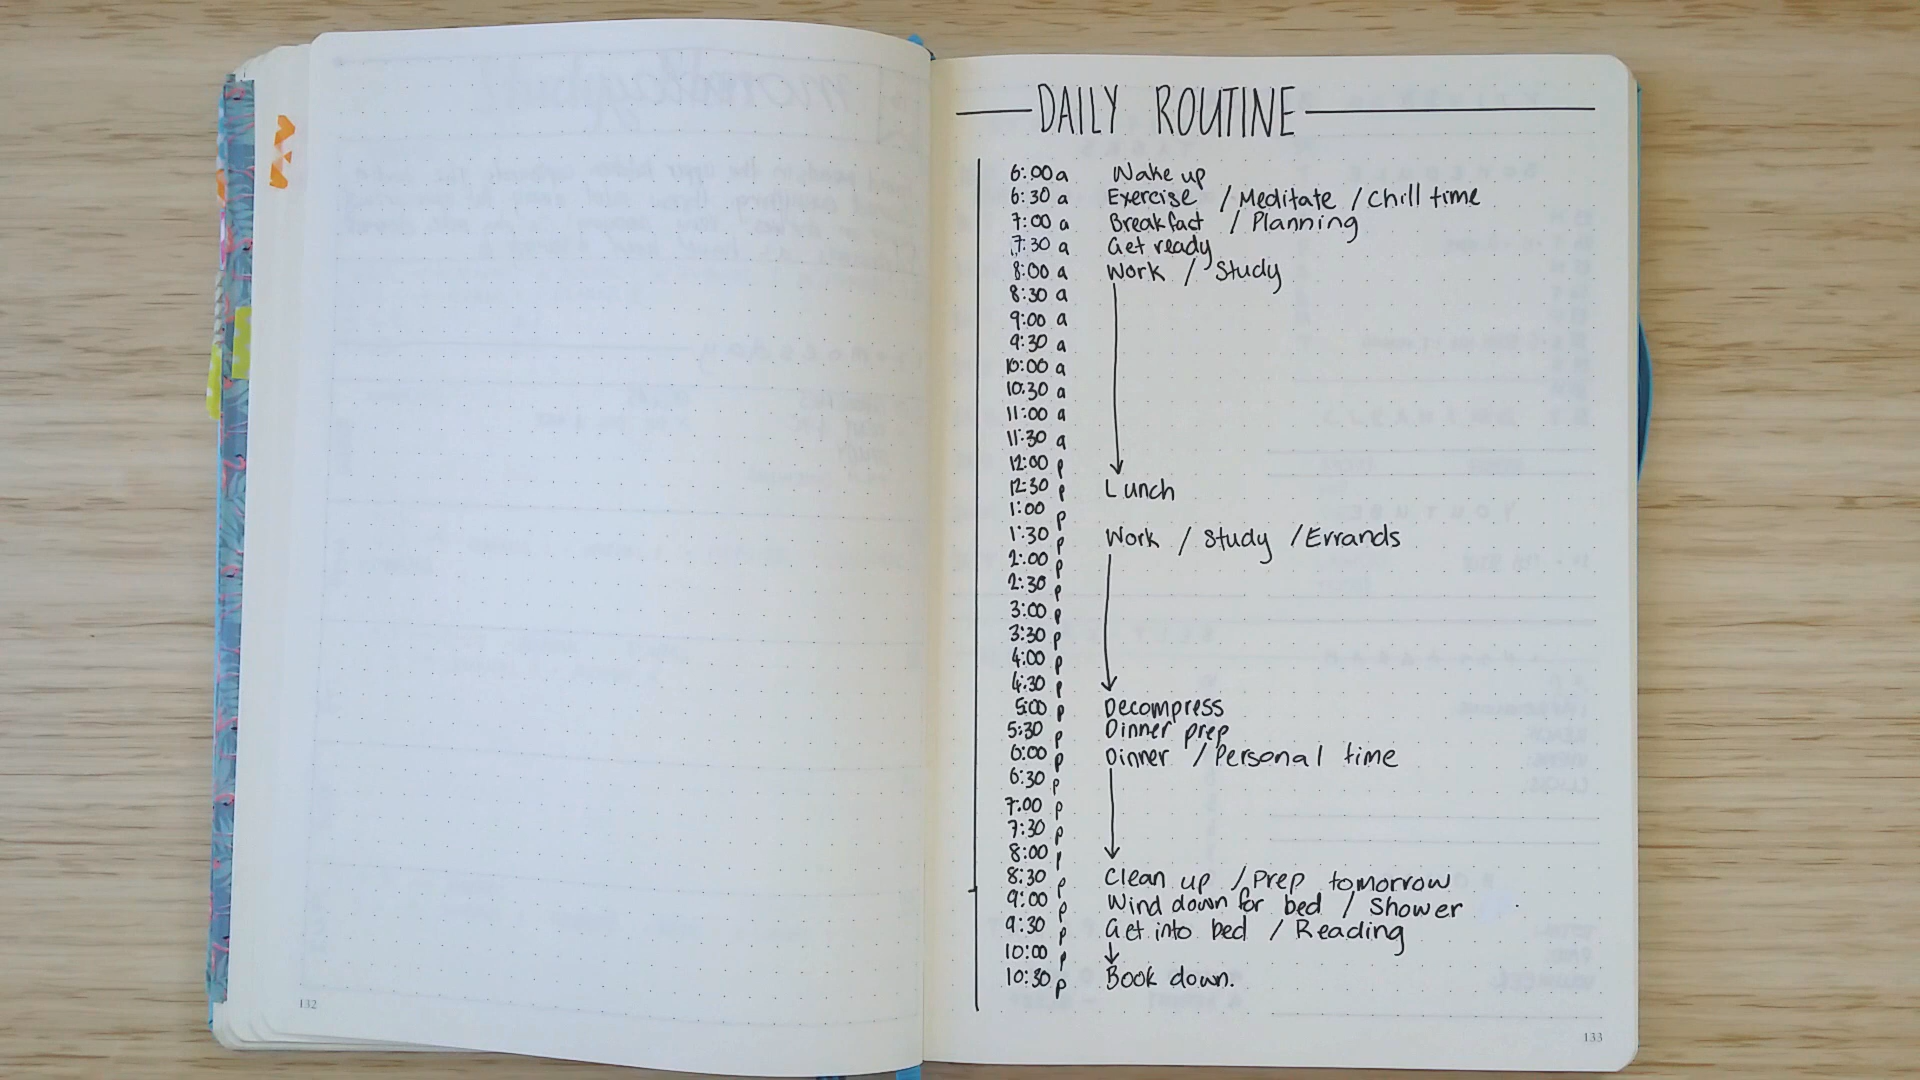 DAILY ROUTINE
6:00 a Wake up
6:30 a Exercise / Meditate / Chill time
7:00 a Breakfact / Planning
7:30 a Get ready
8:00 a Work / Study
8:30 a
9:00 a
9:30 a
10:00 a
10:30 a
11:00 a
11:30 a
12:00 p
12:30 p Lunch
1:00 p
1:30 p Work / Study / Errands
2:00 p
2:30 p
3:00 p
3:30 p
4:00 p
4:30 p
5:00 p Decompress
5:30 p Dinner prep
6:00 p Dinner / Personal time
6:30 p
7:00 p
7:30 p
8:00 p
8:30 p Clean up / Prep tomorrow
9:00 p Wind down for bed / Shower
9:30 p Get into bed / Reading
10:00 p
10:30 p Book down.
132
133